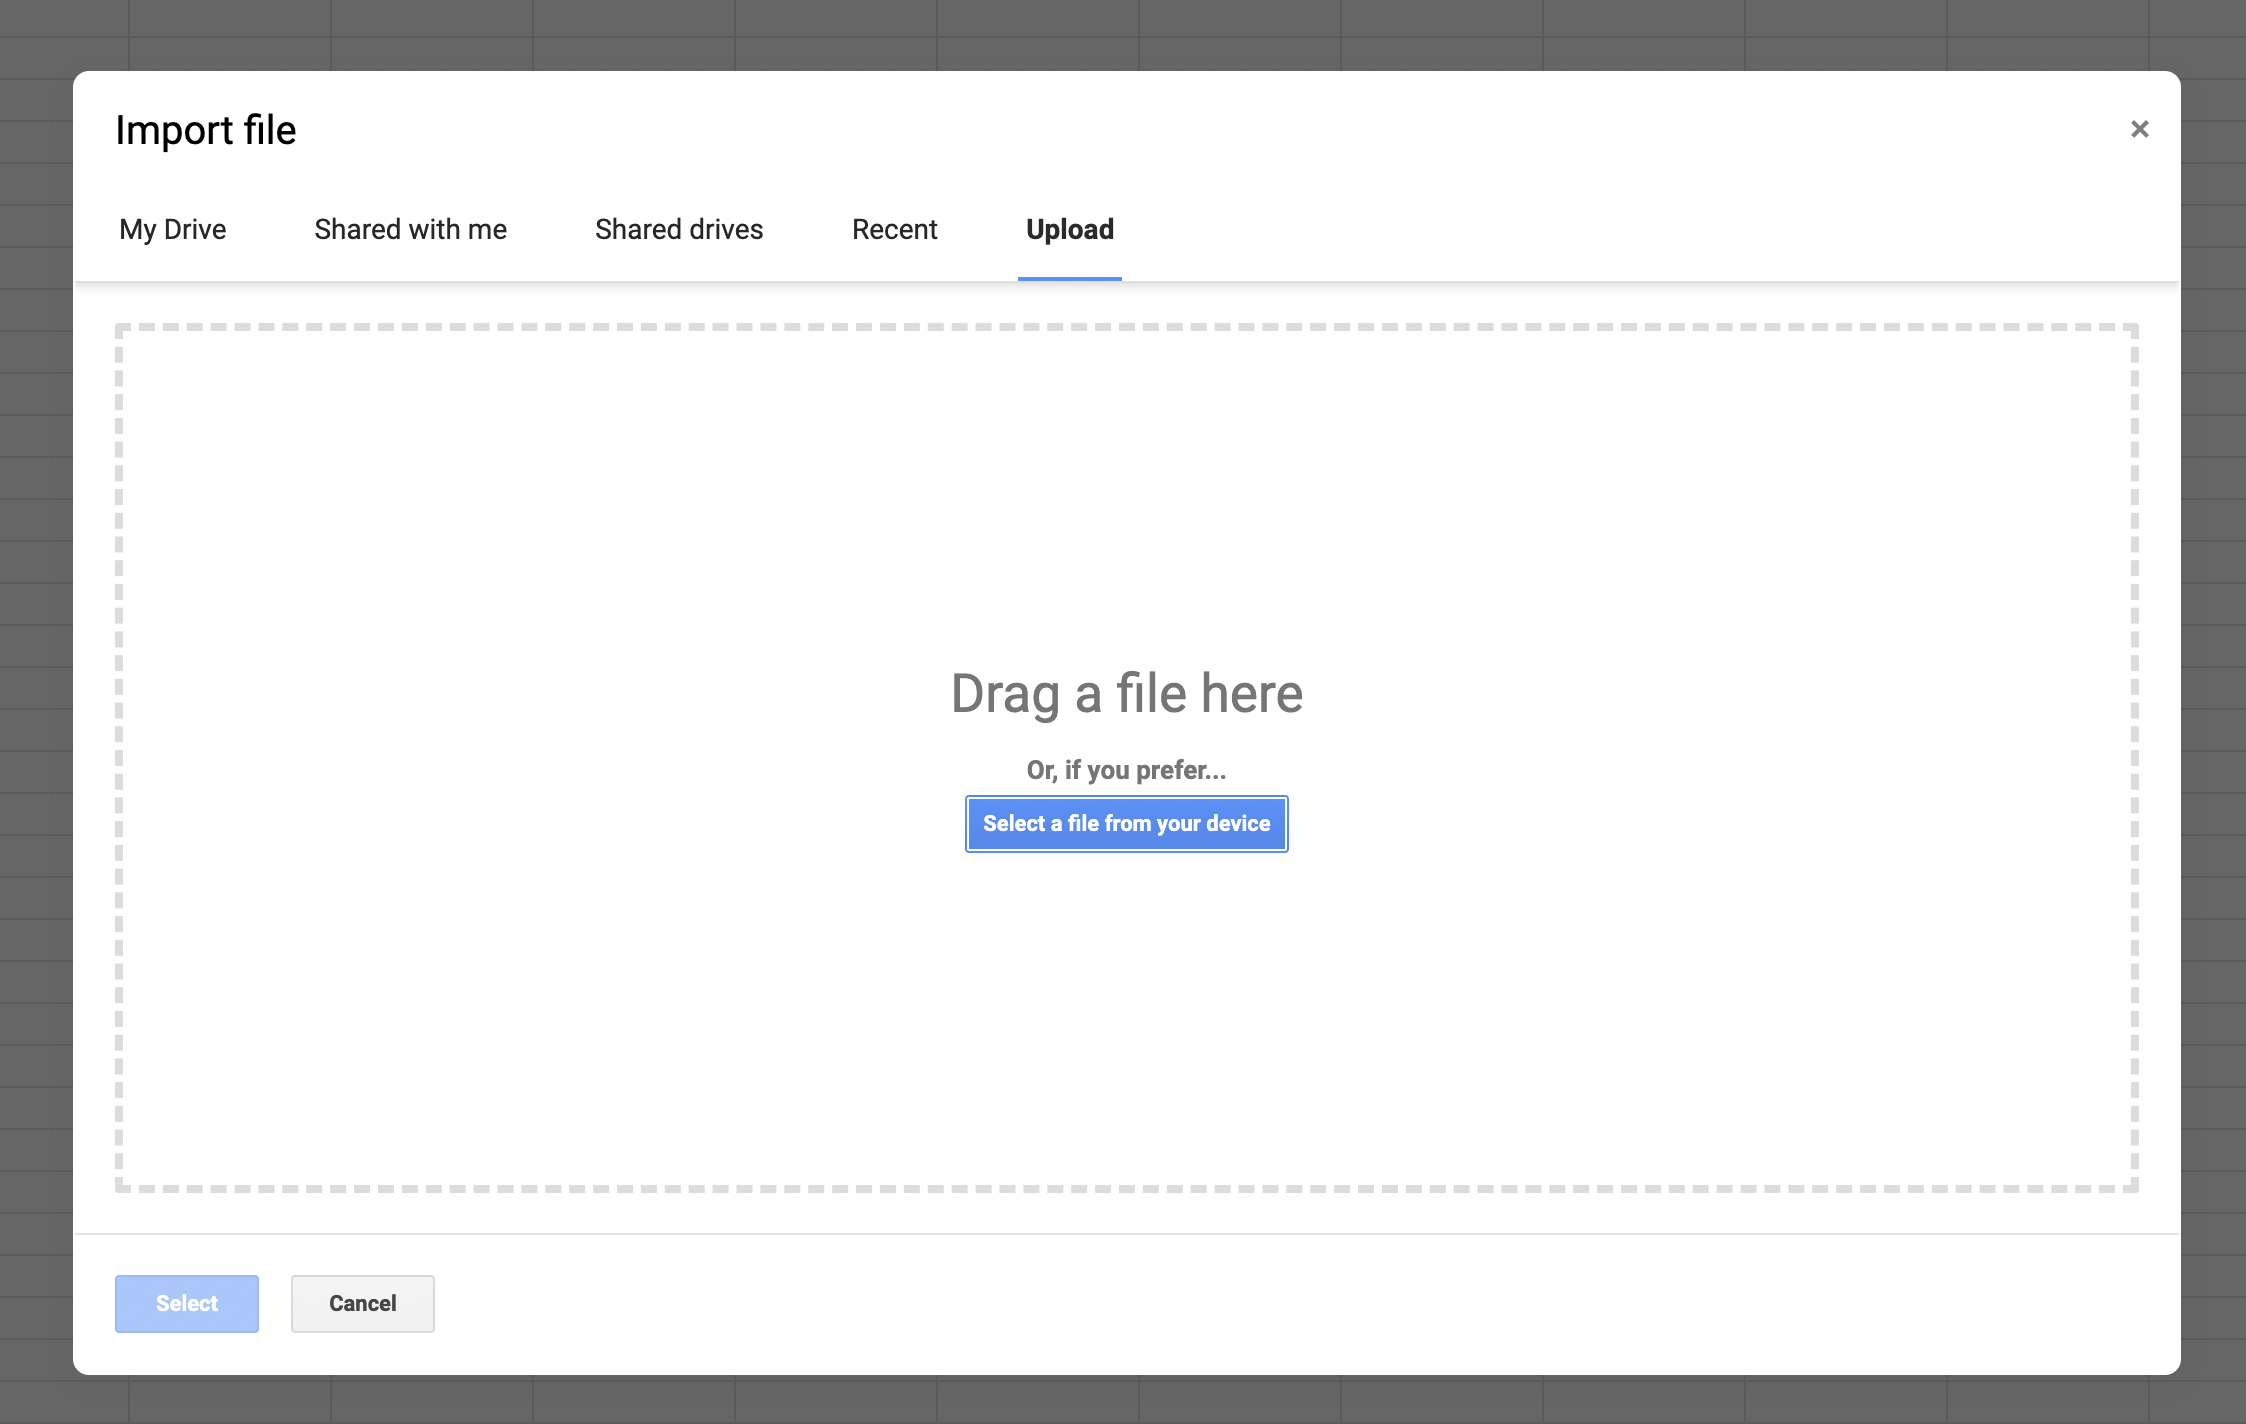 Import file
×
My Drive Shared with me Shared drives Recent Upload
Drag a file here
Or, if you prefer...
Select a file from your device
Select Cancel